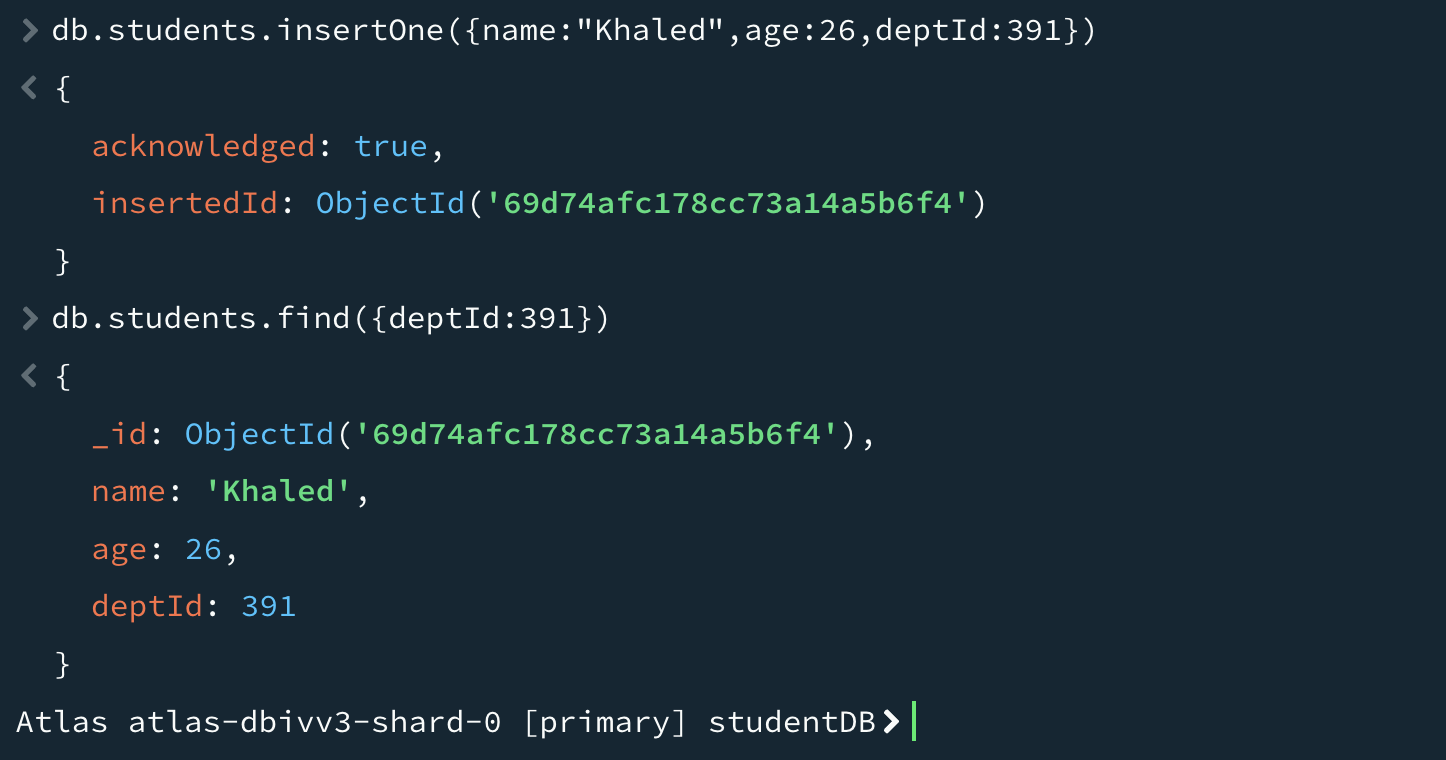 > db.students.insertOne({name:"Khaled",age:26,deptId:391})
< {
acknowledged: true,
insertedId: ObjectId('69d74afc178cc73a14a5b6f4')
}
> db.students.find({deptId:391})
< {
_id: ObjectId('69d74afc178cc73a14a5b6f4'),
name: 'Khaled',
age: 26,
deptId: 391
}
Atlas atlas-dbivv3-shard-0 [primary] studentDB>